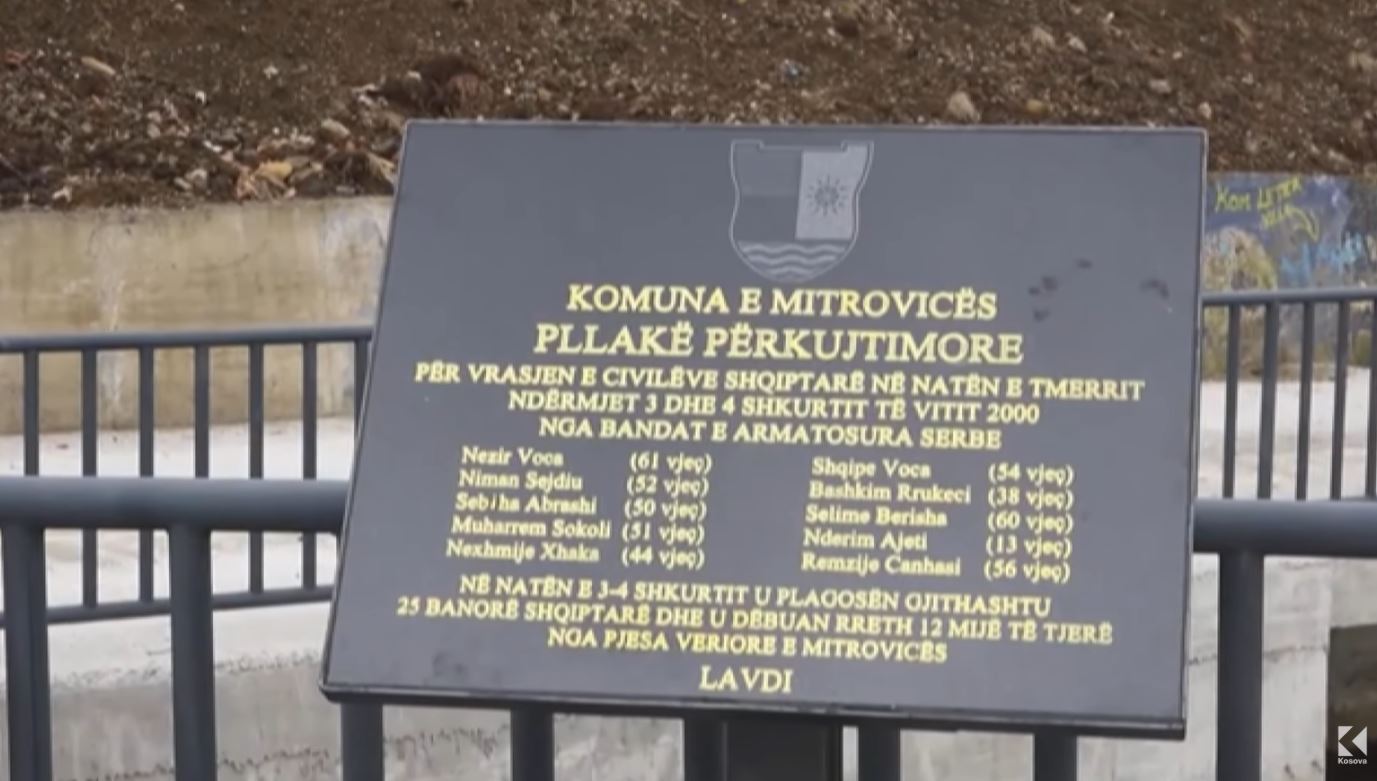 KOMUNA E MITROVICËS
PLLAKË PËRKUJTIMORE
PËR VRASJEN E CIVILËVE SHQIPTARË NË NATËN E TMERRIT
NDËRMJET 3 DHE 4 SHKURTIT TË VITIT 2000
NGA BANDAT E ARMATOSURA SERBE
Nezir Voca (61 vjeç) Shqipe Voca (54 vjeç)
Niman Sejdiu (52 vjeç) Bashkim Rrukeci (38 vjeç)
Sebiha Abrashi (50 vjeç) Selime Berisha (60 vjeç)
Muharrem Sokoli (51 vjeç) Nderim Ajeti (13 vjeç)
Nexhmije Xhaka (44 vjeç) Remzije Canhasi (56 vjeç)
NË NATËN E 3-4 SHKURTIT U PLAGOSËN GJITHASHTU
25 BANORË SHQIPTARË DHE U DËBUAN RRETH 12 MIJË TË TJERË
NGA PJESA VERIORE E MITROVICËS
LAVDI
Kosova